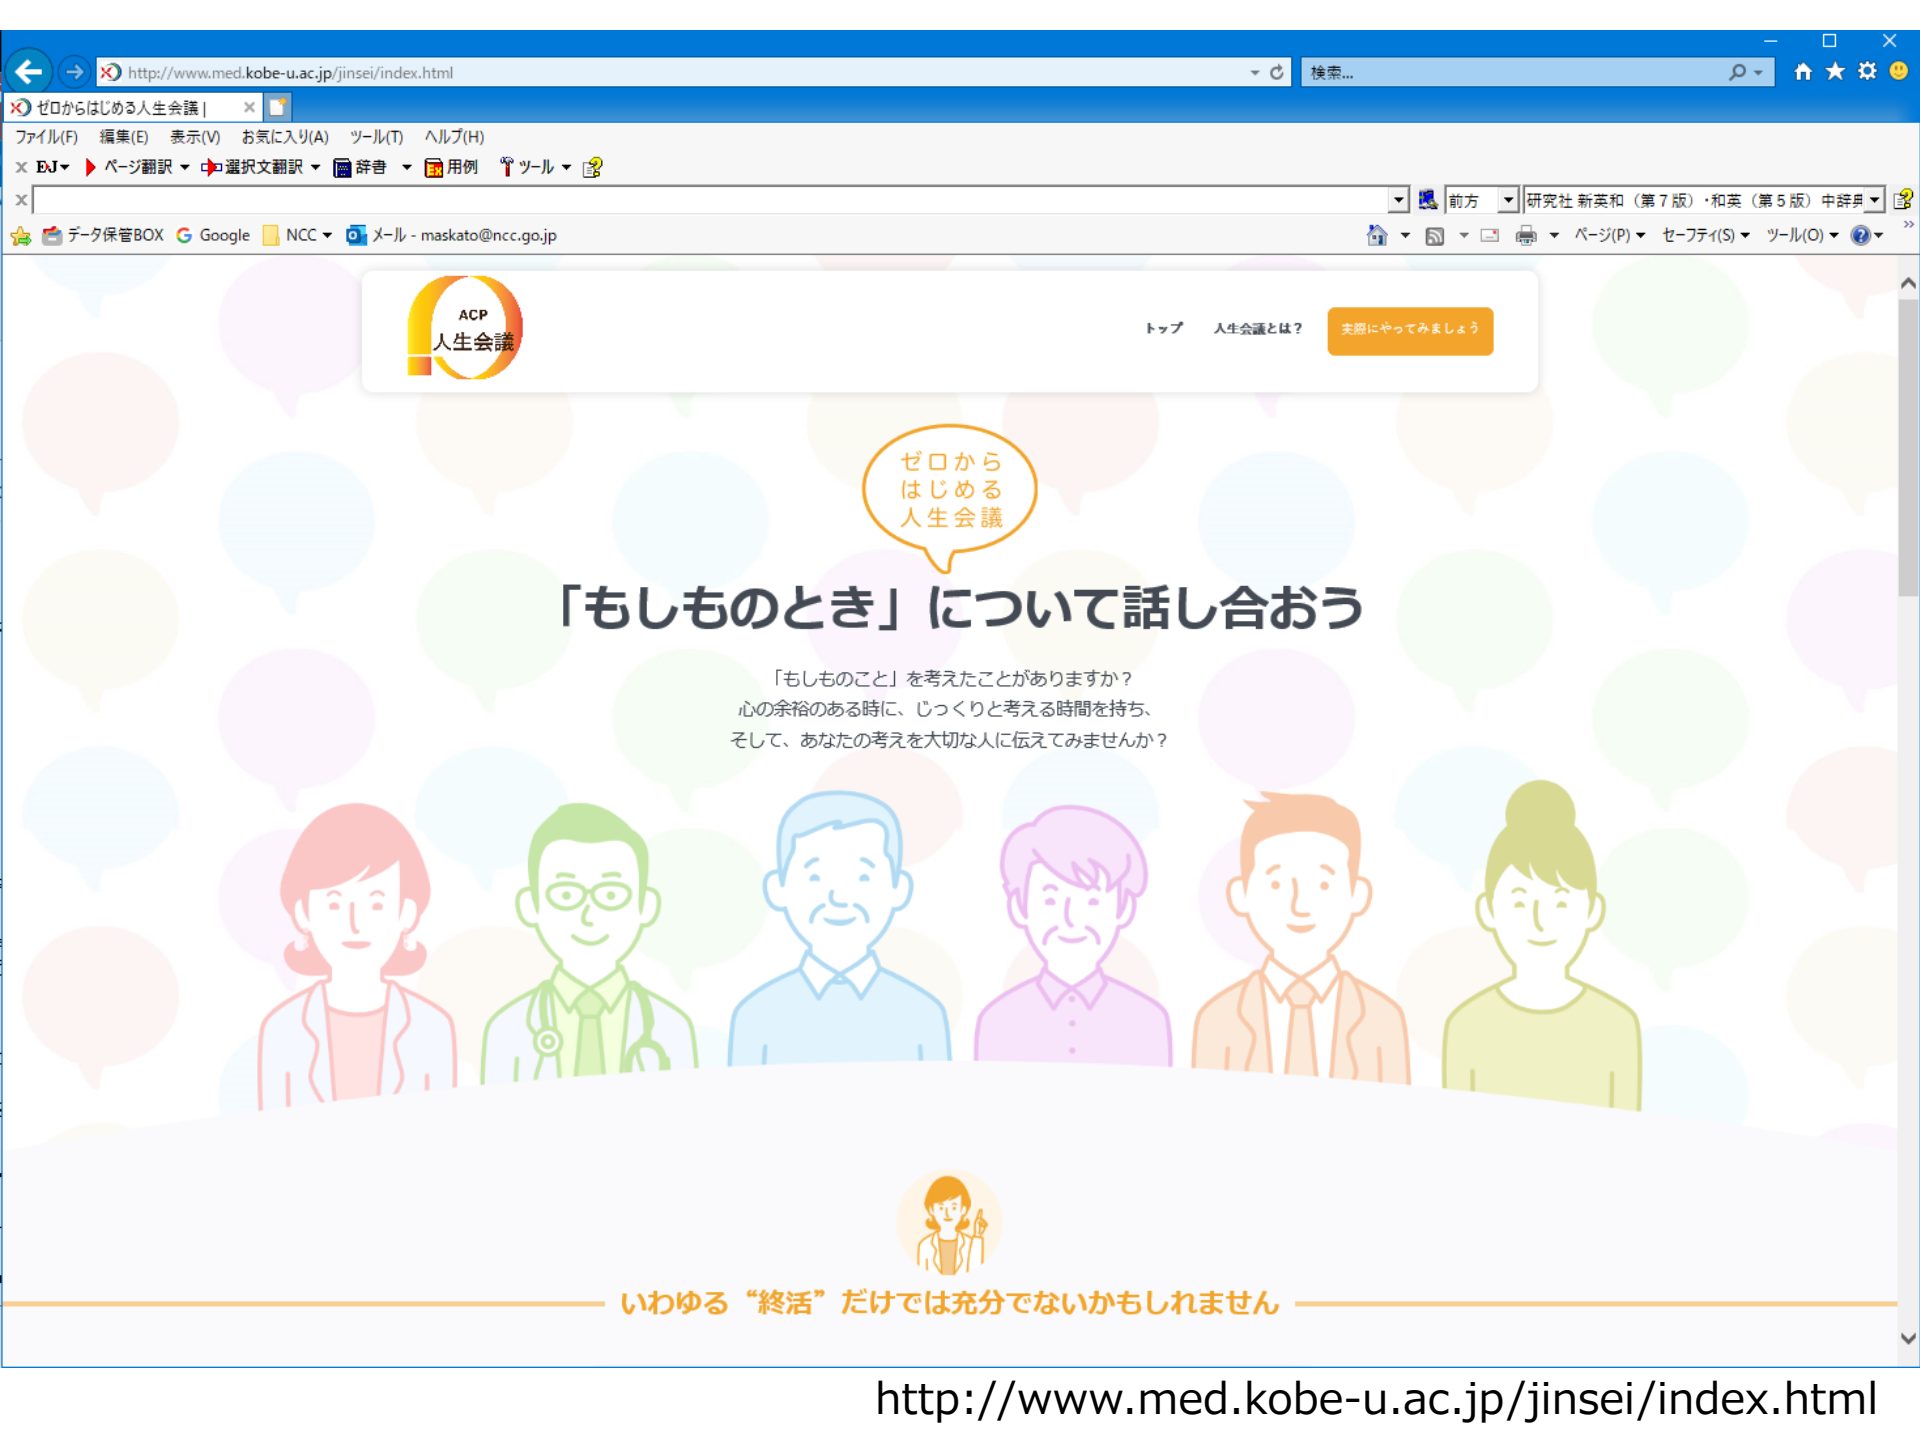 http://www.med.kobe-u.ac.jp/jinsei/index.html
検索...
ゼロからはじめる人生会議 |
ファイル(F) 編集(E) 表示(V) お気に入り(A) ツール(T) ヘルプ(H)
EJ ページ翻訳 選択文翻訳 辞書 用例 ツール
前方 研究社 新英和（第７版）・和英（第５版）中辞典
データ保管BOX Google NCC メール - maskato@ncc.go.jp ページ(P) セーフティ(S) ツール(O)
ACP
人生会議
トップ 人生会議とは？ 実際にやってみましょう
ゼロから
はじめる
人生会議
「もしものとき」について話し合おう
「もしものこと」を考えたことがありますか？
心の余裕のある時に、じっくりと考える時間を持ち、
そして、あなたの考えを大切な人に伝えてみませんか？
いわゆる“終活”だけでは充分でないかもしれません
http://www.med.kobe-u.ac.jp/jinsei/index.html